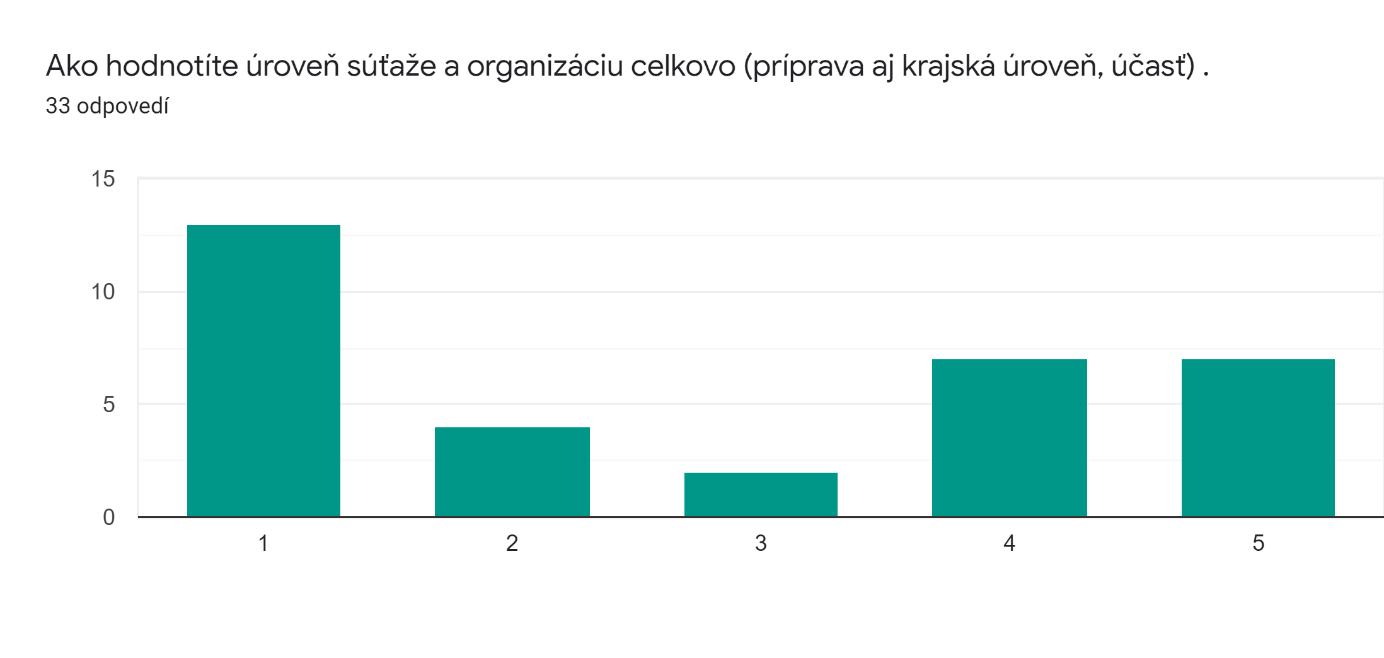 Ako hodnotíte úroveň súťaže a organizáciu celkovo (príprava aj krajská úroveň, účasť) .
33 odpovedí
15
10
5
0
1 2 3 4 5